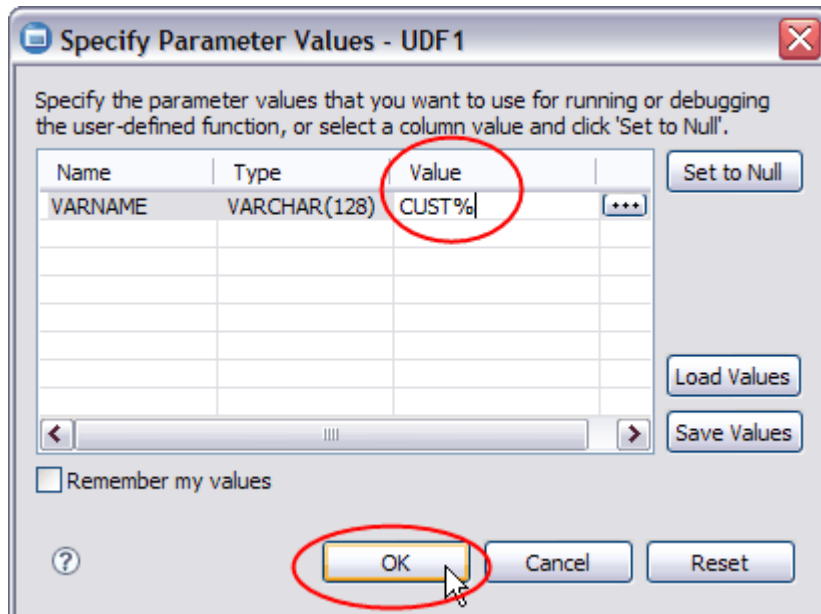 Specify Parameter Values - UDF1
Specify the parameter values that you want to use for running or debugging
the user-defined function, or select a column value and click 'Set to Null'.
Name Type Value Set to Null
VARNAME VARCHAR(128) CUST% ...
Load Values
Save Values
Remember my values
? OK Cancel Reset